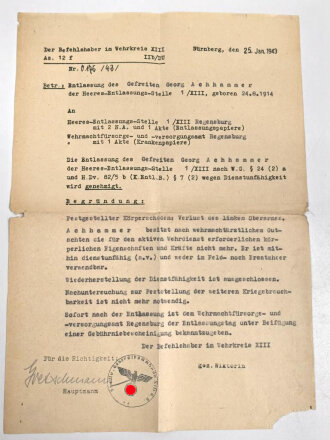 Der Befehlshaber im Wehrkreis XIII
Nürnberg, den 25. Jan. 1943
Az. 12 f IIb/
Nr. /43/
Betr.: Entlassung des Gefreiten Georg Achhammer
der Heeres-Entlassungs-Stelle 1/XIII, geboren 24.6.1914
An
Heeres-Entlassungs-Stelle 1/XIII Regensburg
mit 2 N.A. und 1 Akte (Entlassungspapiere)
Wehrmachtfürsorge- und -versorgungsamt Regensburg
mit 1 Akte (Krankenpapiere)
Die Entlassung des Gefreiten Georg Achhammer
der Heeres-Entlassungs-Stelle 1/XIII nach W.G. § 24 (2) a
und H.Dv. 82/5 b (K.Entl.B.) § 7 (2) wegen Dienstunfähigkeit
wird genehmigt.
Begründung:
Festgestellter Körperschaden: Verlust des linken Oberarmes.
Achhammer besitzt nach wehrmachtärztlichen Gut-
achten die für den aktiven Wehrdienst erforderlichen kör-
perlichen Eigenschaften und Kräfte nicht mehr. Er ist mit-
hin dienstunfähig (a.v.) und weder im Feld- noch Ersatzheer
verwendbar.
Wiederherstellung der Dienstfähigkeit ist ausgeschlossen.
Nachuntersuchung zur Feststellung der weiteren Kriegsbrauch-
barkeit ist nicht mehr notwendig.
Sofort nach der Entlassung ist dem Wehrmachtfürsorge- und
-versorgungsamt Regensburg der Entlassungstag unter Beifügung
einer Gebührnisbescheinigung bekanntzugeben.
Der Befehlshaber im Wehrkreis XIII
Für die Richtigkeit:
gez. Wiktorin
Hauptmann